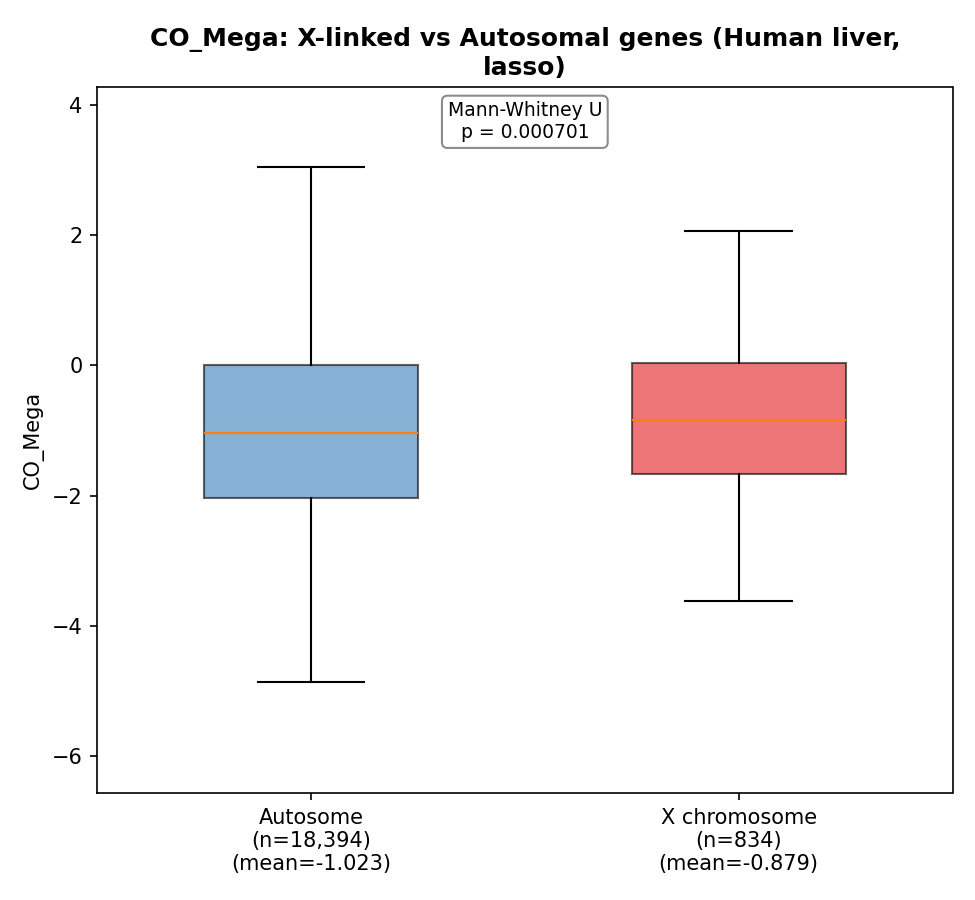 CO_Mega: X-linked vs Autosomal genes (Human liver,
lasso)
Mann-Whitney U
p = 0.000701
4
2
0
−2
−4
−6
CO_Mega
Autosome
(n=18,394)
(mean=-1.023)
X chromosome
(n=834)
(mean=-0.879)